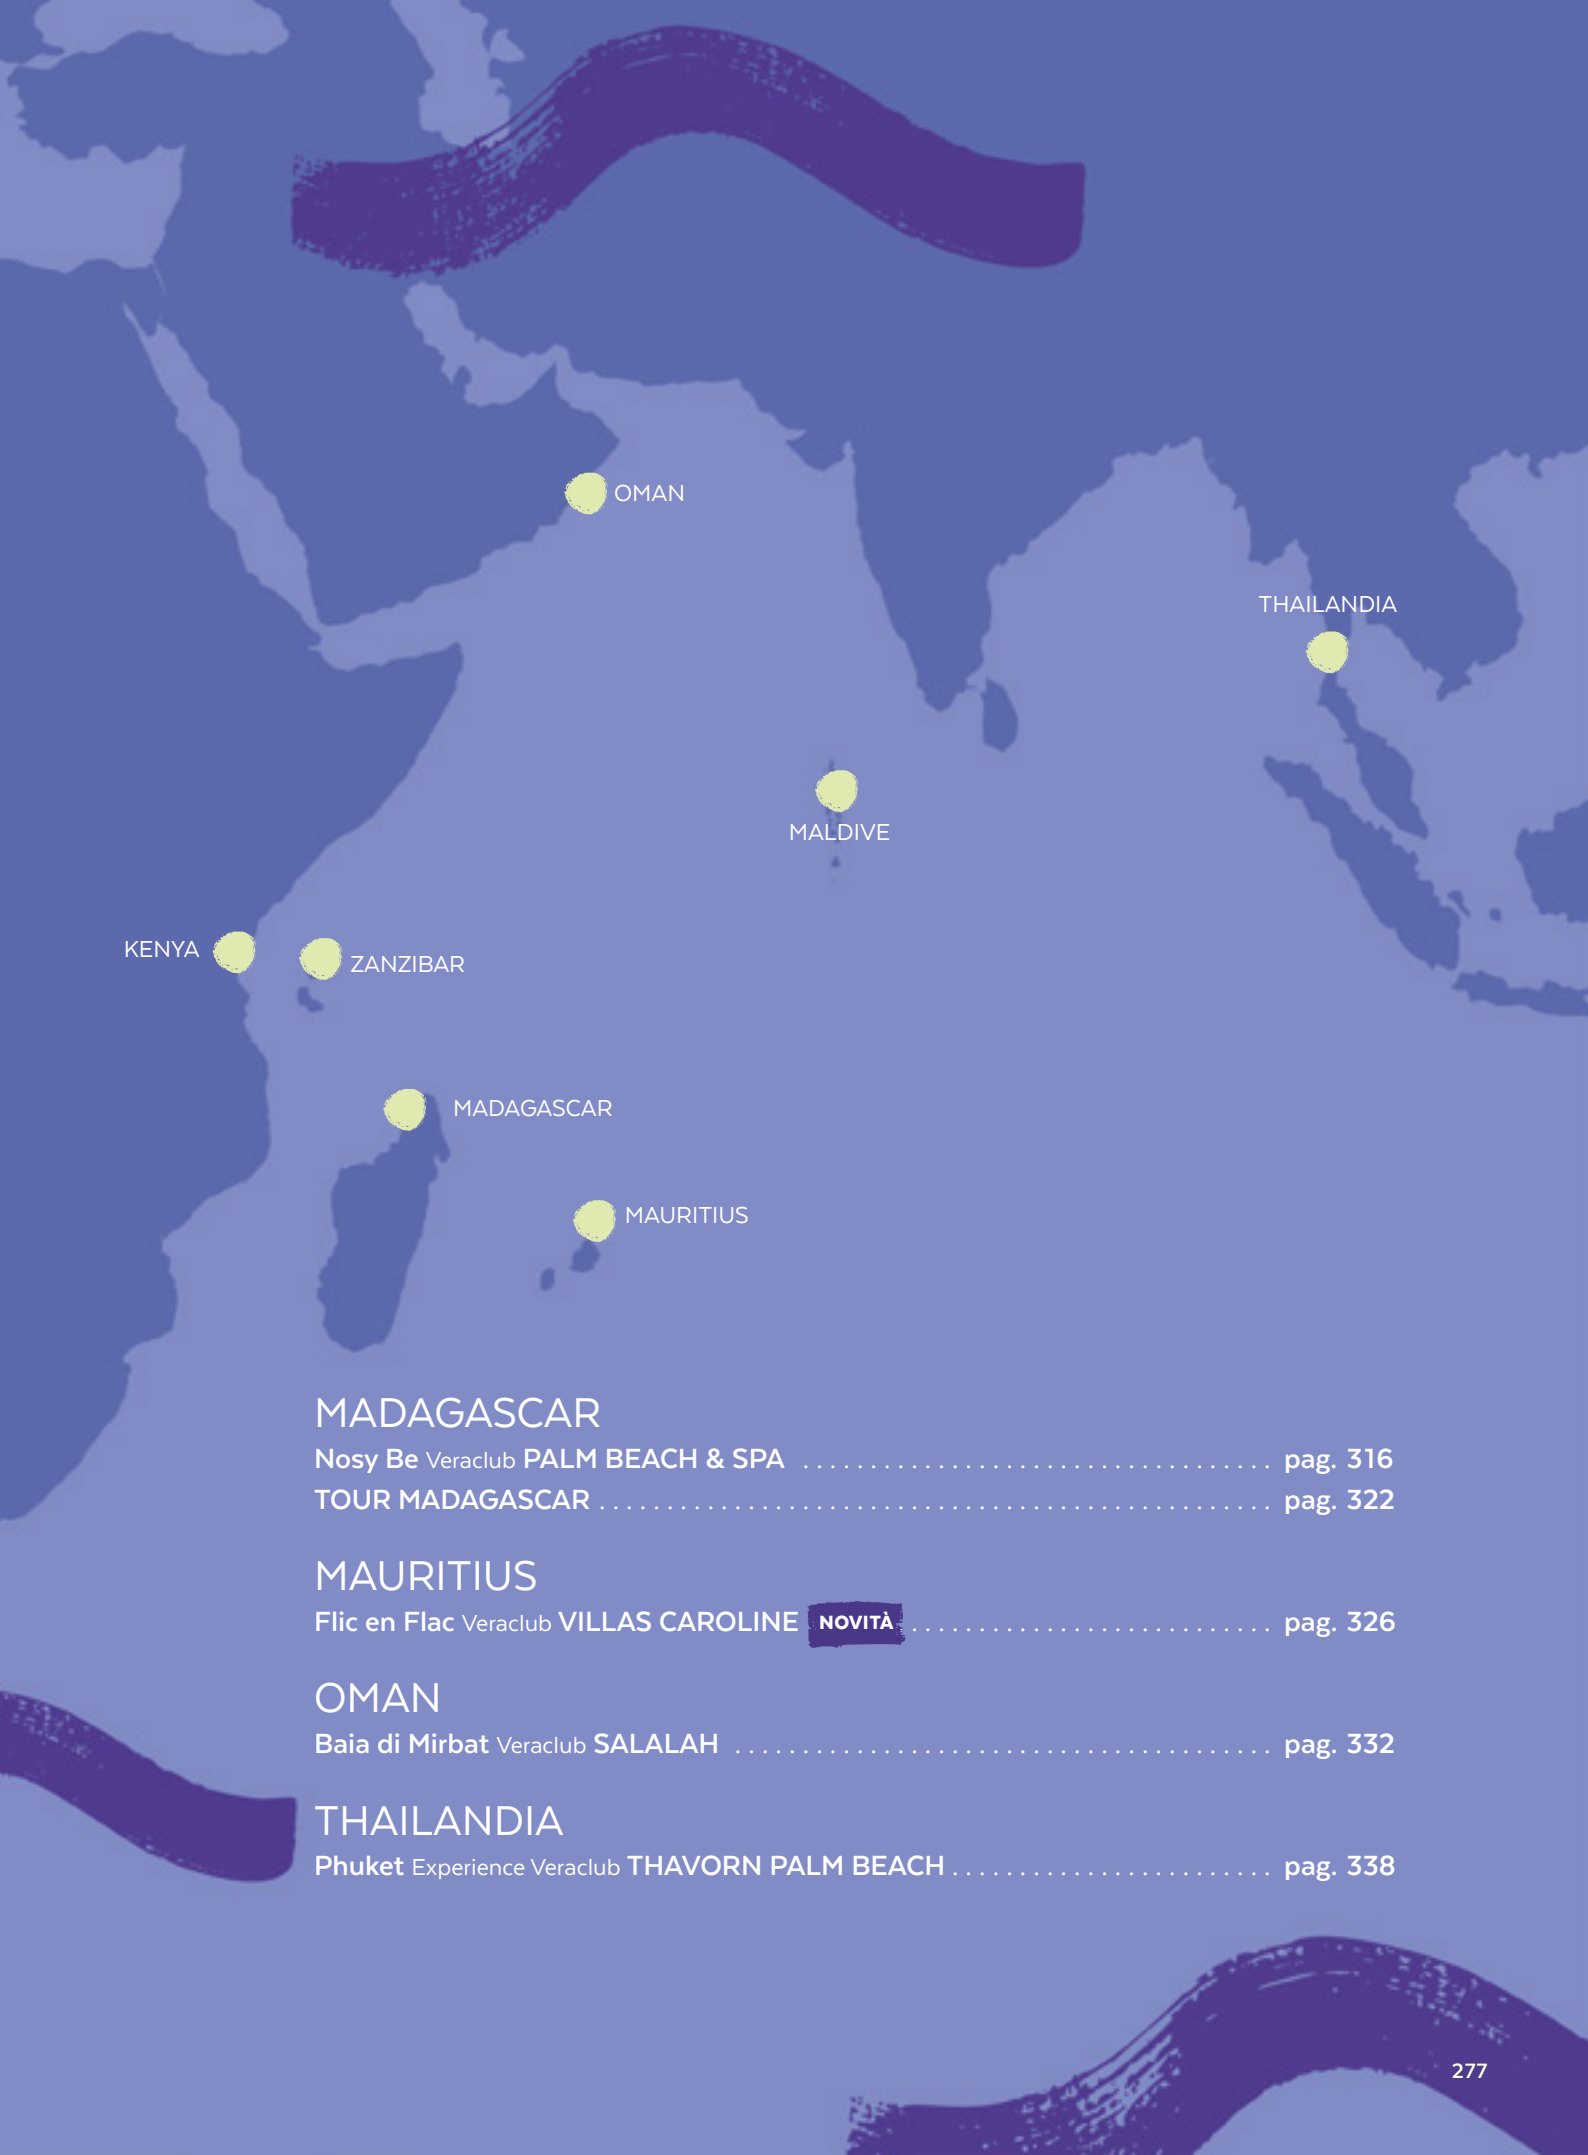 OMAN
THAILANDIA
MALDIVE
KENYA
ZANZIBAR
MADAGASCAR
MAURITIUS
MADAGASCAR
Nosy Be Veraclub PALM BEACH & SPA ................................... pag. 316
TOUR MADAGASCAR .................................................. pag. 322
MAURITIUS
Flic en Flac Veraclub VILLAS CAROLINE NOVITÀ ........................... pag. 326
OMAN
Baia di Mirbat Veraclub SALALAH ........................................ pag. 332
THAILANDIA
Phuket Experience Veraclub THAVORN PALM BEACH ........................ pag. 338
277